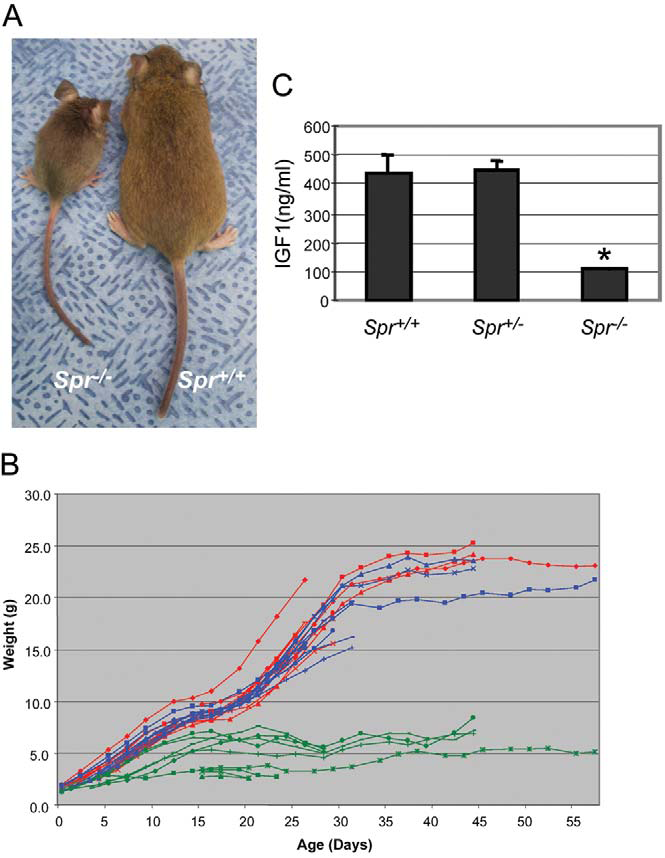 A
Spr-/-
Spr+/+
C
IGF1(ng/ml)
600
500
400
300
200
100
0
*
Spr+/+
Spr+/-
Spr-/-
B
Weight (g)
30.0
25.0
20.0
15.0
10.0
5.0
0.0
0 5 10 15 20 25 30 35 40 45 50 55
Age (Days)